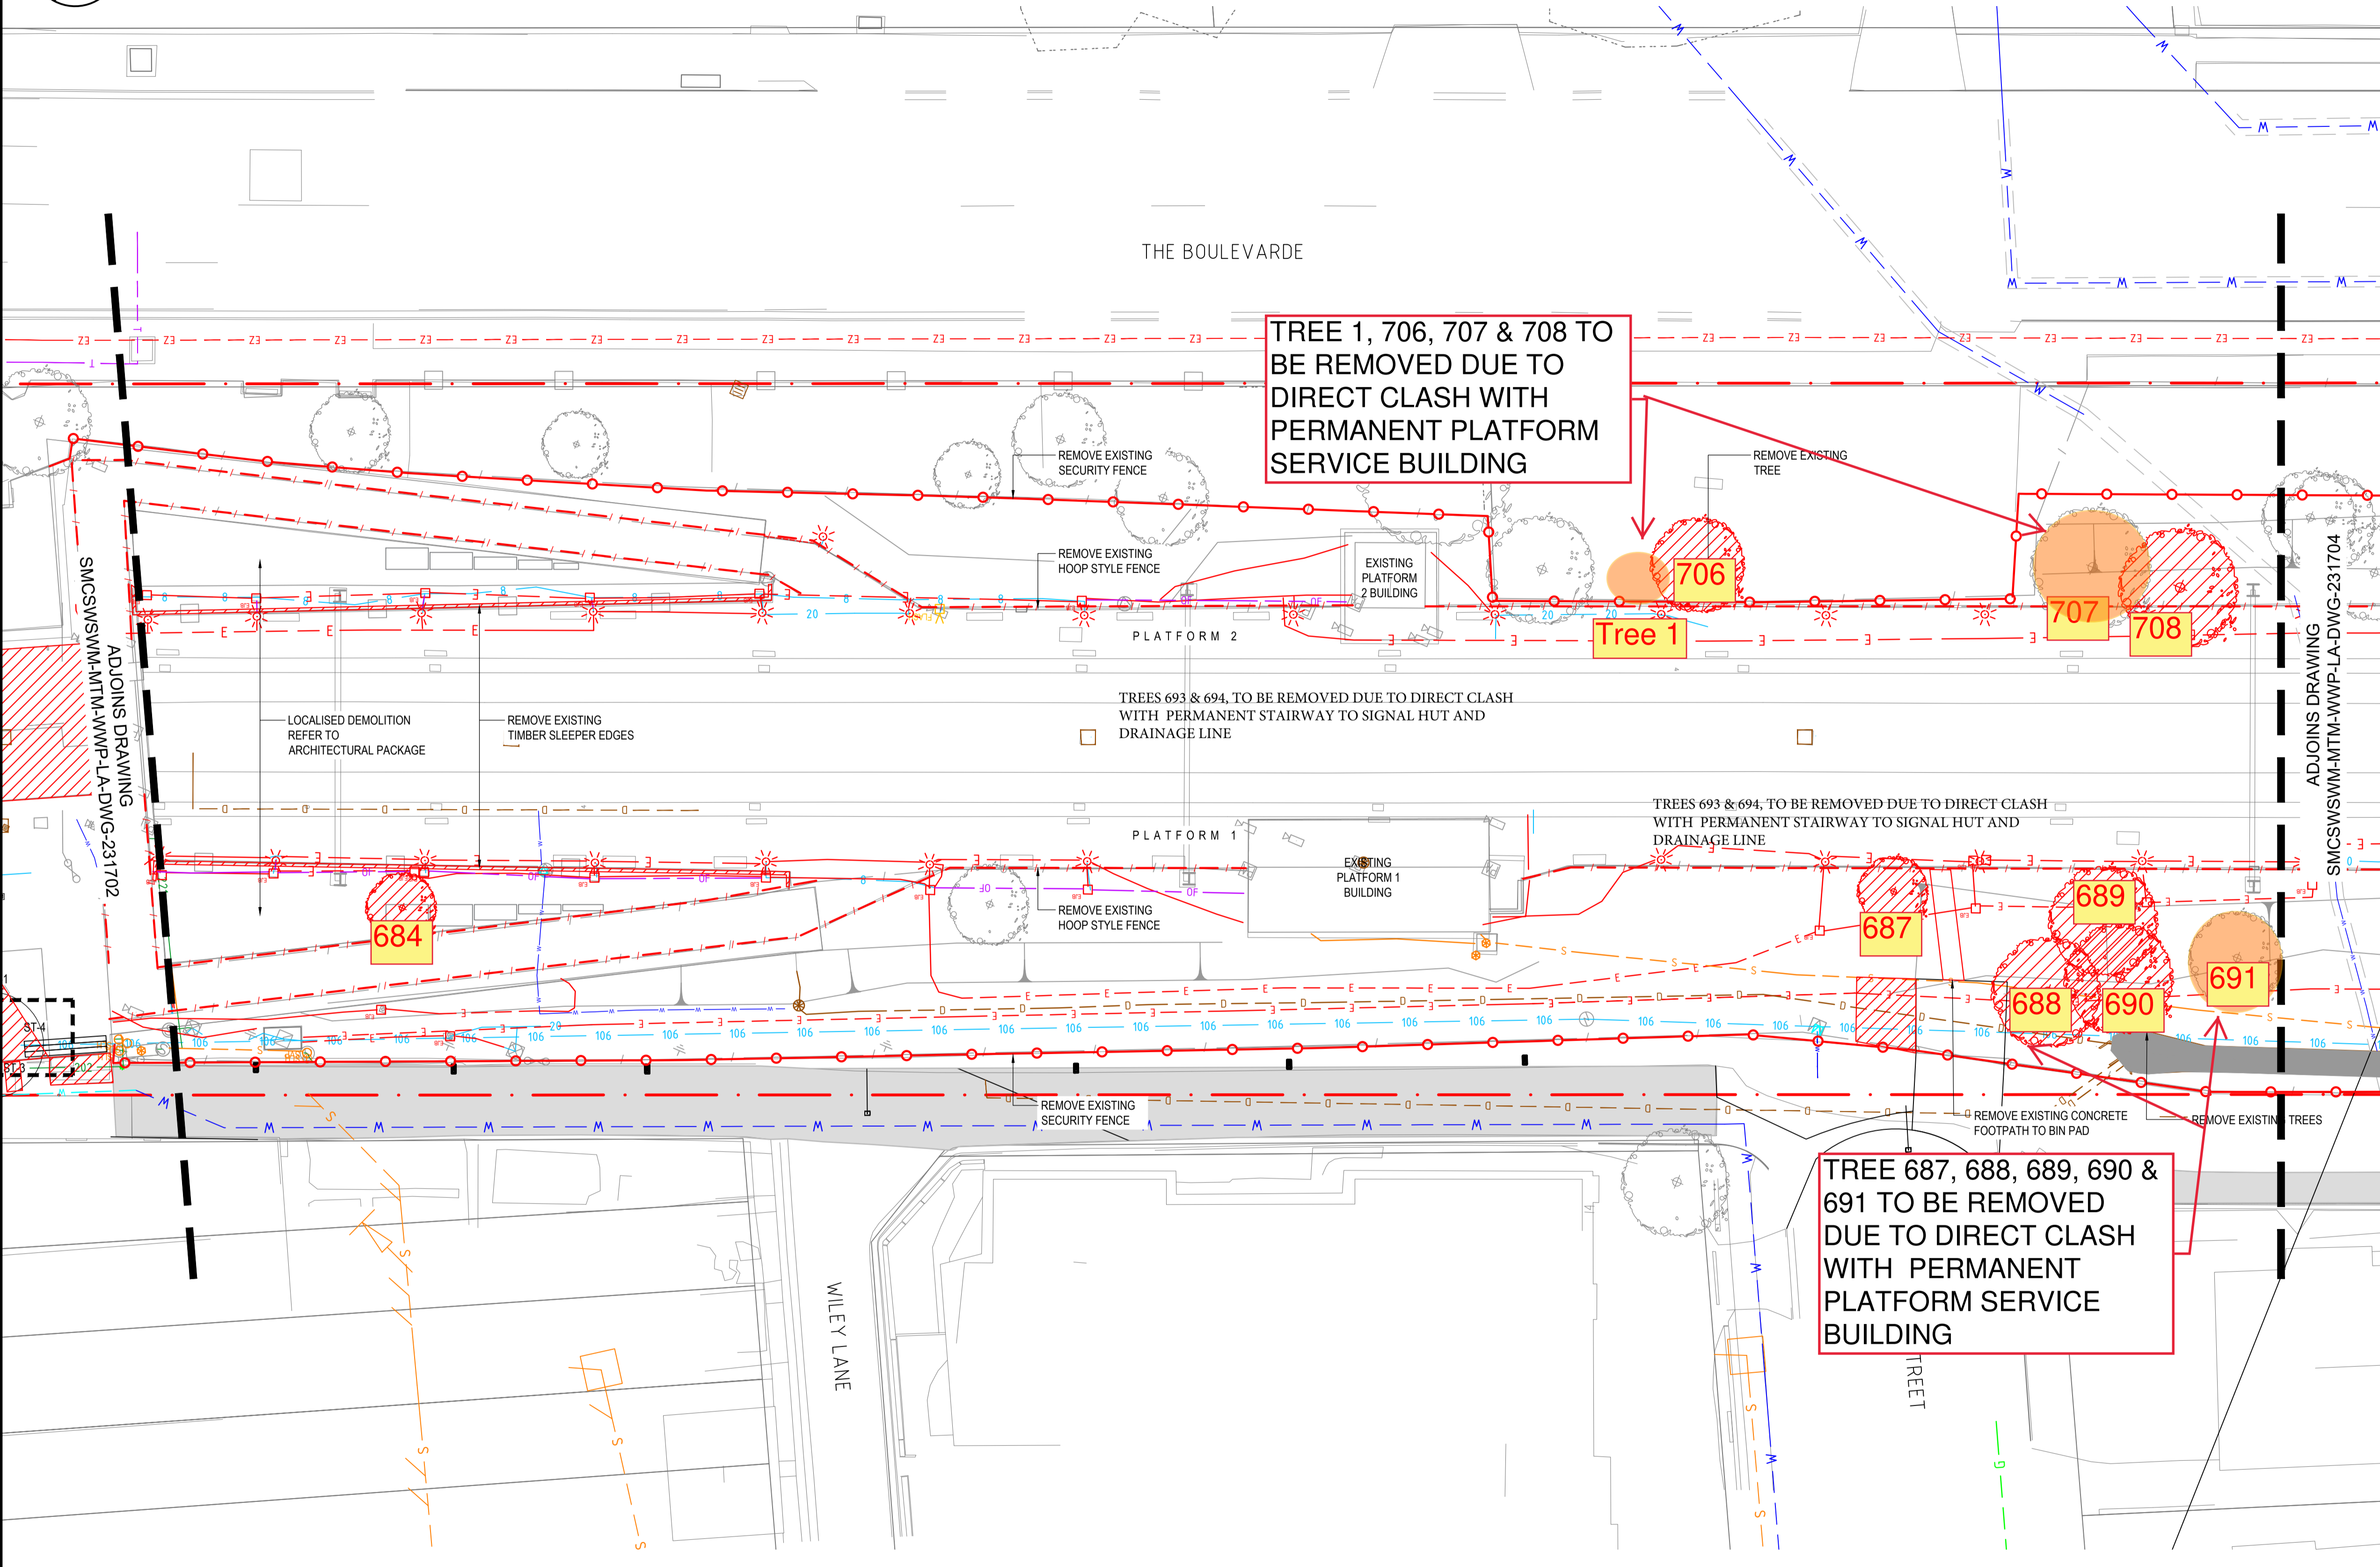 THE BOULEVARDE
TREE 1, 706, 707 & 708 TO
BE REMOVED DUE TO
DIRECT CLASH WITH
PERMANENT PLATFORM
SERVICE BUILDING
REMOVE EXISTING
SECURITY FENCE
REMOVE EXISTING
TREE
REMOVE EXISTING
HOOP STYLE FENCE
EXISTING
PLATFORM
2 BUILDING
706
707
708
Tree 1
PLATFORM 2
ADJOINS DRAWING
SMCSWSWM-MTM-WWP-LA-DWG-231702
ADJOINS DRAWING
SMCSWSWM-MTM-WWP-LA-DWG-231704
LOCALISED DEMOLITION
REFER TO
ARCHITECTURAL PACKAGE
REMOVE EXISTING
TIMBER SLEEPER EDGES
TREES 693 & 694, TO BE REMOVED DUE TO DIRECT CLASH
WITH PERMANENT STAIRWAY TO SIGNAL HUT AND
DRAINAGE LINE
TREES 693 & 694, TO BE REMOVED DUE TO DIRECT CLASH
WITH PERMANENT STAIRWAY TO SIGNAL HUT AND
DRAINAGE LINE
PLATFORM 1
EXISTING
PLATFORM 1
BUILDING
REMOVE EXISTING
HOOP STYLE FENCE
684
687
689
688
690
691
ST-4
ST-3
202
REMOVE EXISTING
SECURITY FENCE
REMOVE EXISTING CONCRETE
FOOTPATH TO BIN PAD
REMOVE EXISTING TREES
TREE 687, 688, 689, 690 &
691 TO BE REMOVED
DUE TO DIRECT CLASH
WITH PERMANENT
PLATFORM SERVICE
BUILDING
WILEY LANE
TREET